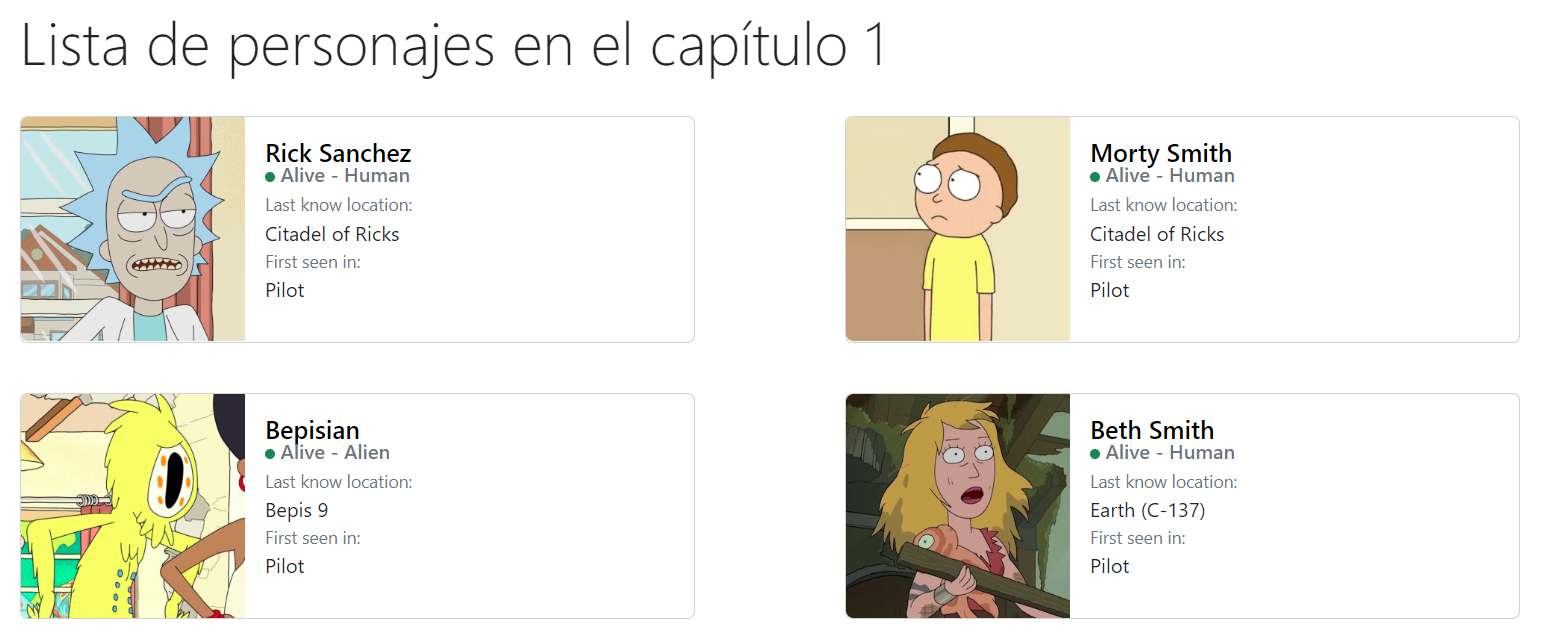 Lista de personajes en el capítulo 1
Rick Sanchez
Alive - Human
Last know location:
Citadel of Ricks
First seen in:
Pilot
Morty Smith
Alive - Human
Last know location:
Citadel of Ricks
First seen in:
Pilot
Bepisian
Alive - Alien
Last know location:
Bepis 9
First seen in:
Pilot
Beth Smith
Alive - Human
Last know location:
Earth (C-137)
First seen in:
Pilot